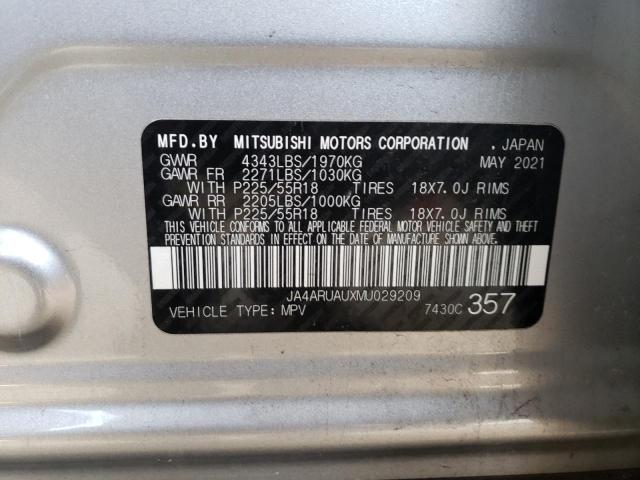 MFD.BY MITSUBISHI MOTORS CORPORATION , JAPAN
GVWR 4343LBS/1970KG MAY 2021
GAWR FR 2271LBS/1030KG
WITH P225/55R18 TIRES 18X7.0J RIMS
GAWR RR 2205LBS/1000KG
WITH P225/55R18 TIRES 18X7.0J RIMS
THIS VEHICLE CONFORMS TO ALL APPLICABLE FEDERAL MOTOR VEHICLE SAFETY AND THEFT
PREVENTION STANDARDS IN EFFECT ON THE DATE OF MANUFACTURE SHOWN ABOVE.
JA4ARUAUXMU029209
VEHICLE TYPE:MPV 7430C 357